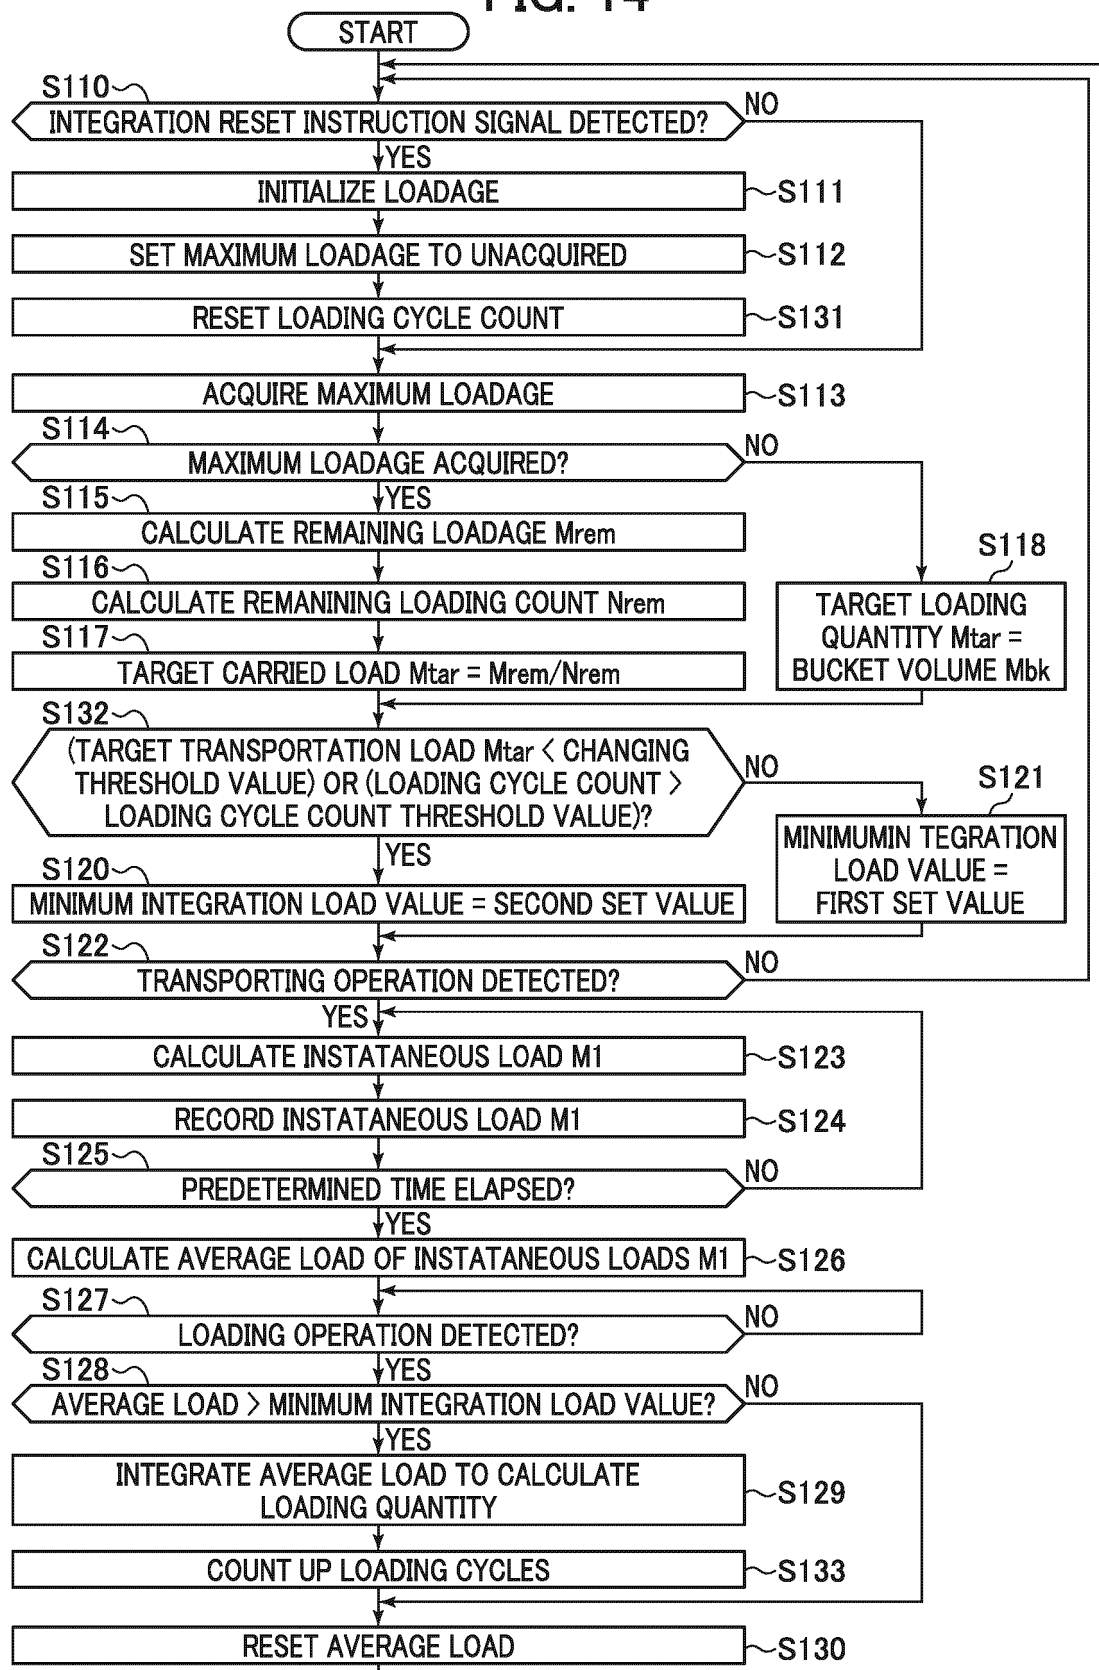 FIG. 14
START
S110
INTEGRATION RESET INSTRUCTION SIGNAL DETECTED?
NO
YES
INITIALIZE LOADAGE
S111
SET MAXIMUM LOADAGE TO UNACQUIRED
S112
RESET LOADING CYCLE COUNT
S131
ACQUIRE MAXIMUM LOADAGE
S113
S114
MAXIMUM LOADAGE ACQUIRED?
NO
YES
S115
CALCULATE REMAINING LOADAGE Mrem
S116
CALCULATE REMANINING LOADING COUNT Nrem
S117
TARGET CARRIED LOAD Mtar = Mrem/Nrem
S118
TARGET LOADING
QUANTITY Mtar =
BUCKET VOLUME Mbk
S132
(TARGET TRANSPORTATION LOAD Mtar < CHANGING
THRESHOLD VALUE) OR (LOADING CYCLE COUNT >
LOADING CYCLE COUNT THRESHOLD VALUE)?
NO
YES
S121
MINIMUMIN TEGRATION
LOAD VALUE =
FIRST SET VALUE
S120
MINIMUM INTEGRATION LOAD VALUE = SECOND SET VALUE
S122
TRANSPORTING OPERATION DETECTED?
NO
YES
CALCULATE INSTATANEOUS LOAD M1
S123
RECORD INSTATANEOUS LOAD M1
S124
S125
PREDETERMINED TIME ELAPSED?
NO
YES
CALCULATE AVERAGE LOAD OF INSTATANEOUS LOADS M1
S126
S127
LOADING OPERATION DETECTED?
NO
YES
S128
AVERAGE LOAD > MINIMUM INTEGRATION LOAD VALUE?
NO
YES
INTEGRATE AVERAGE LOAD TO CALCULATE
LOADING QUANTITY
S129
COUNT UP LOADING CYCLES
S133
RESET AVERAGE LOAD
S130